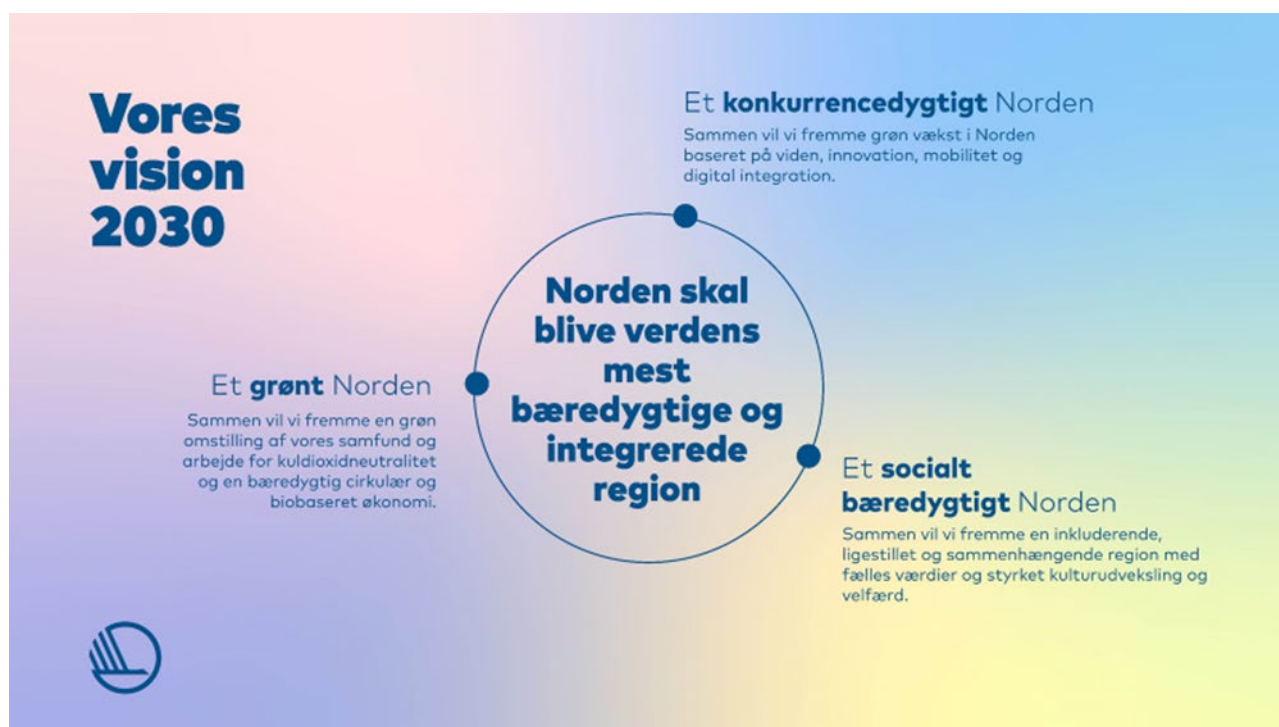 Vores
vision
2030
Et konkurrencedygtigt Norden
Sammen vil vi fremme grøn vækst i Norden
baseret på viden, innovation, mobilitet og
digital integration.
Norden skal
blive verdens
mest
bæredygtige og
integrerede
region
Et grønt Norden
Sammen vil vi fremme en grøn
omstilling af vores samfund og
arbejde for kuldioxidneutralitet
og en bæredygtig cirkulær og
biobaseret økonomi.
Et socialt
bæredygtigt Norden
Sammen vil vi fremme en inkluderende,
ligestillet og sammenhængende region med
fælles værdier og styrket kulturudveksling og
velfærd.